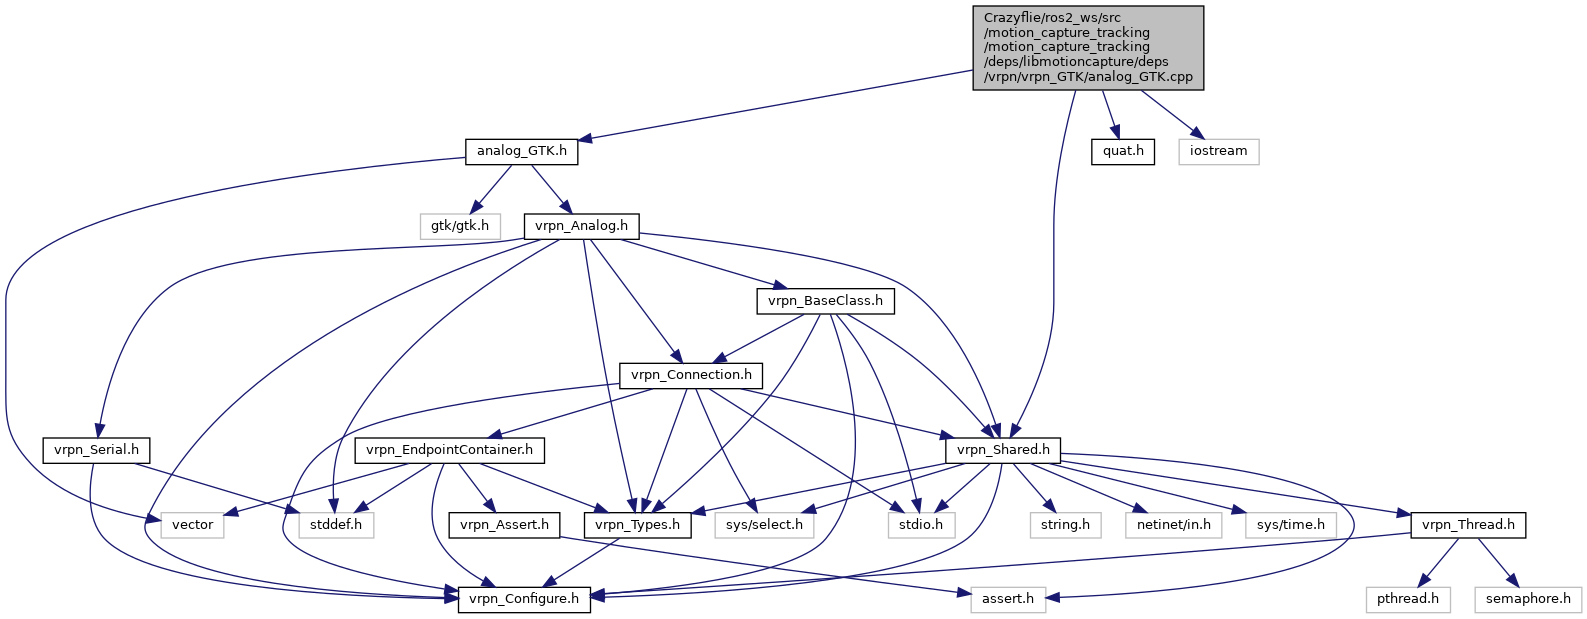 Crazyflie/ros2_ws/src
/motion_capture_tracking
/motion_capture_tracking
/deps/libmotioncapture/deps
/vrpn/vrpn_GTK/analog_GTK.cpp
analog_GTK.h
quat.h
iostream
gtk/gtk.h
vrpn_Analog.h
vrpn_BaseClass.h
vrpn_Connection.h
vrpn_Serial.h
vrpn_EndpointContainer.h
vrpn_Shared.h
vector
stddef.h
vrpn_Assert.h
vrpn_Types.h
sys/select.h
stdio.h
string.h
netinet/in.h
sys/time.h
vrpn_Thread.h
vrpn_Configure.h
assert.h
pthread.h
semaphore.h